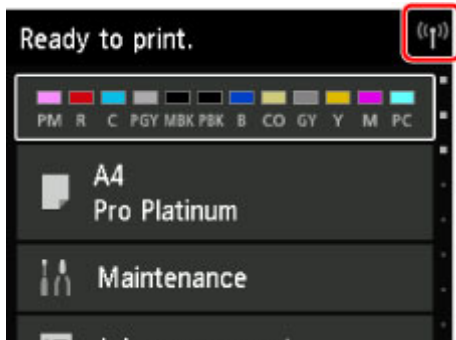 Ready to print.
PM R C PGY MBK PBK B CO GY Y M PC
A4
Pro Platinum
Maintenance